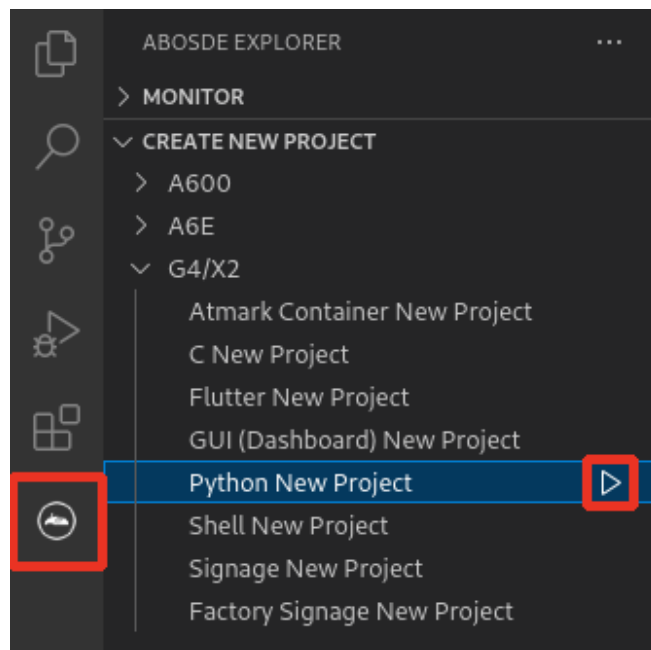 ABOSDE EXPLORER
MONITOR
CREATE NEW PROJECT
A600
A6E
G4/X2
Atmark Container New Project
C New Project
Flutter New Project
GUI (Dashboard) New Project
Python New Project
Shell New Project
Signage New Project
Factory Signage New Project